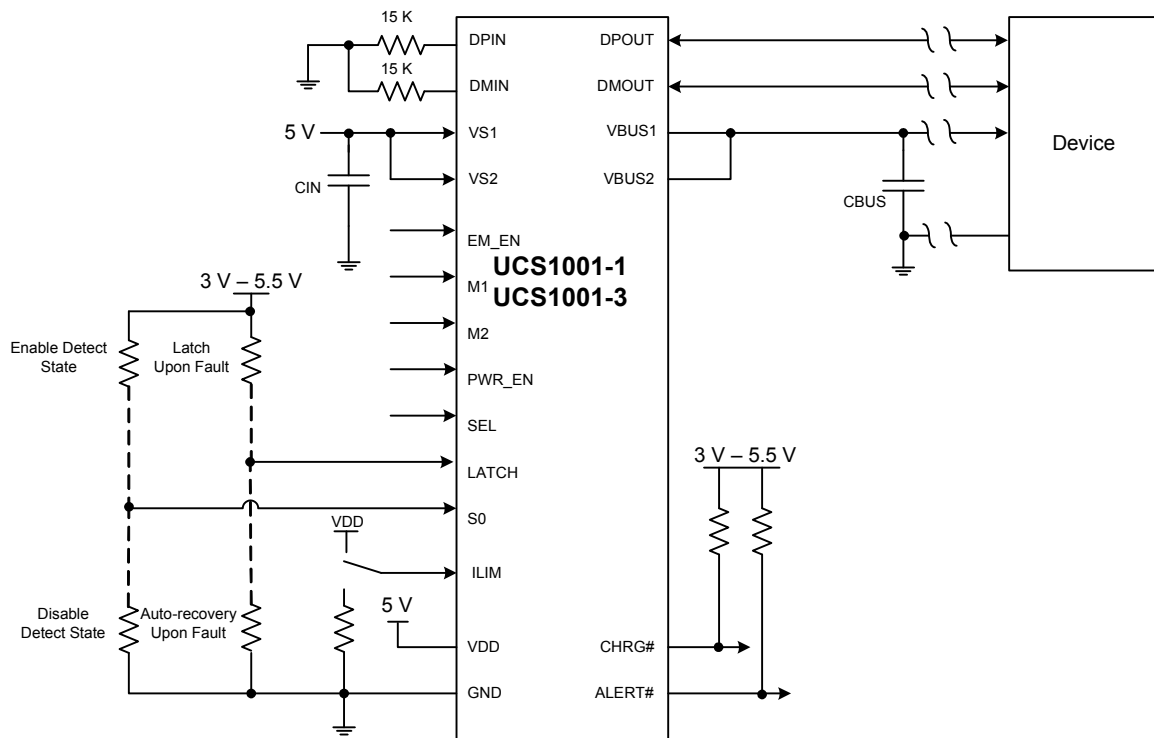 15 K
15 K
DPIN
DMIN
5 V
VS1
VS2
CIN
EM_EN
M1
M2
PWR_EN
SEL
LATCH
S0
ILIM
VDD
GND
UCS1001-1
UCS1001-3
DPOUT
DMOUT
VBUS1
VBUS2
CBUS
Device
3 V – 5.5 V
Enable Detect
State
Latch
Upon Fault
VDD
5 V
Disable
Detect State
Auto-recovery
Upon Fault
3 V – 5.5 V
CHRG#
ALERT#